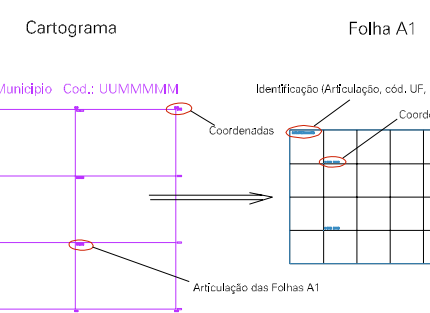 Cartograma
Folha A1
Municipio Cod.: UUMMMMM
Identificação (Articulação, cód. UF,
Coordenadas
Articulação das Folhas A1